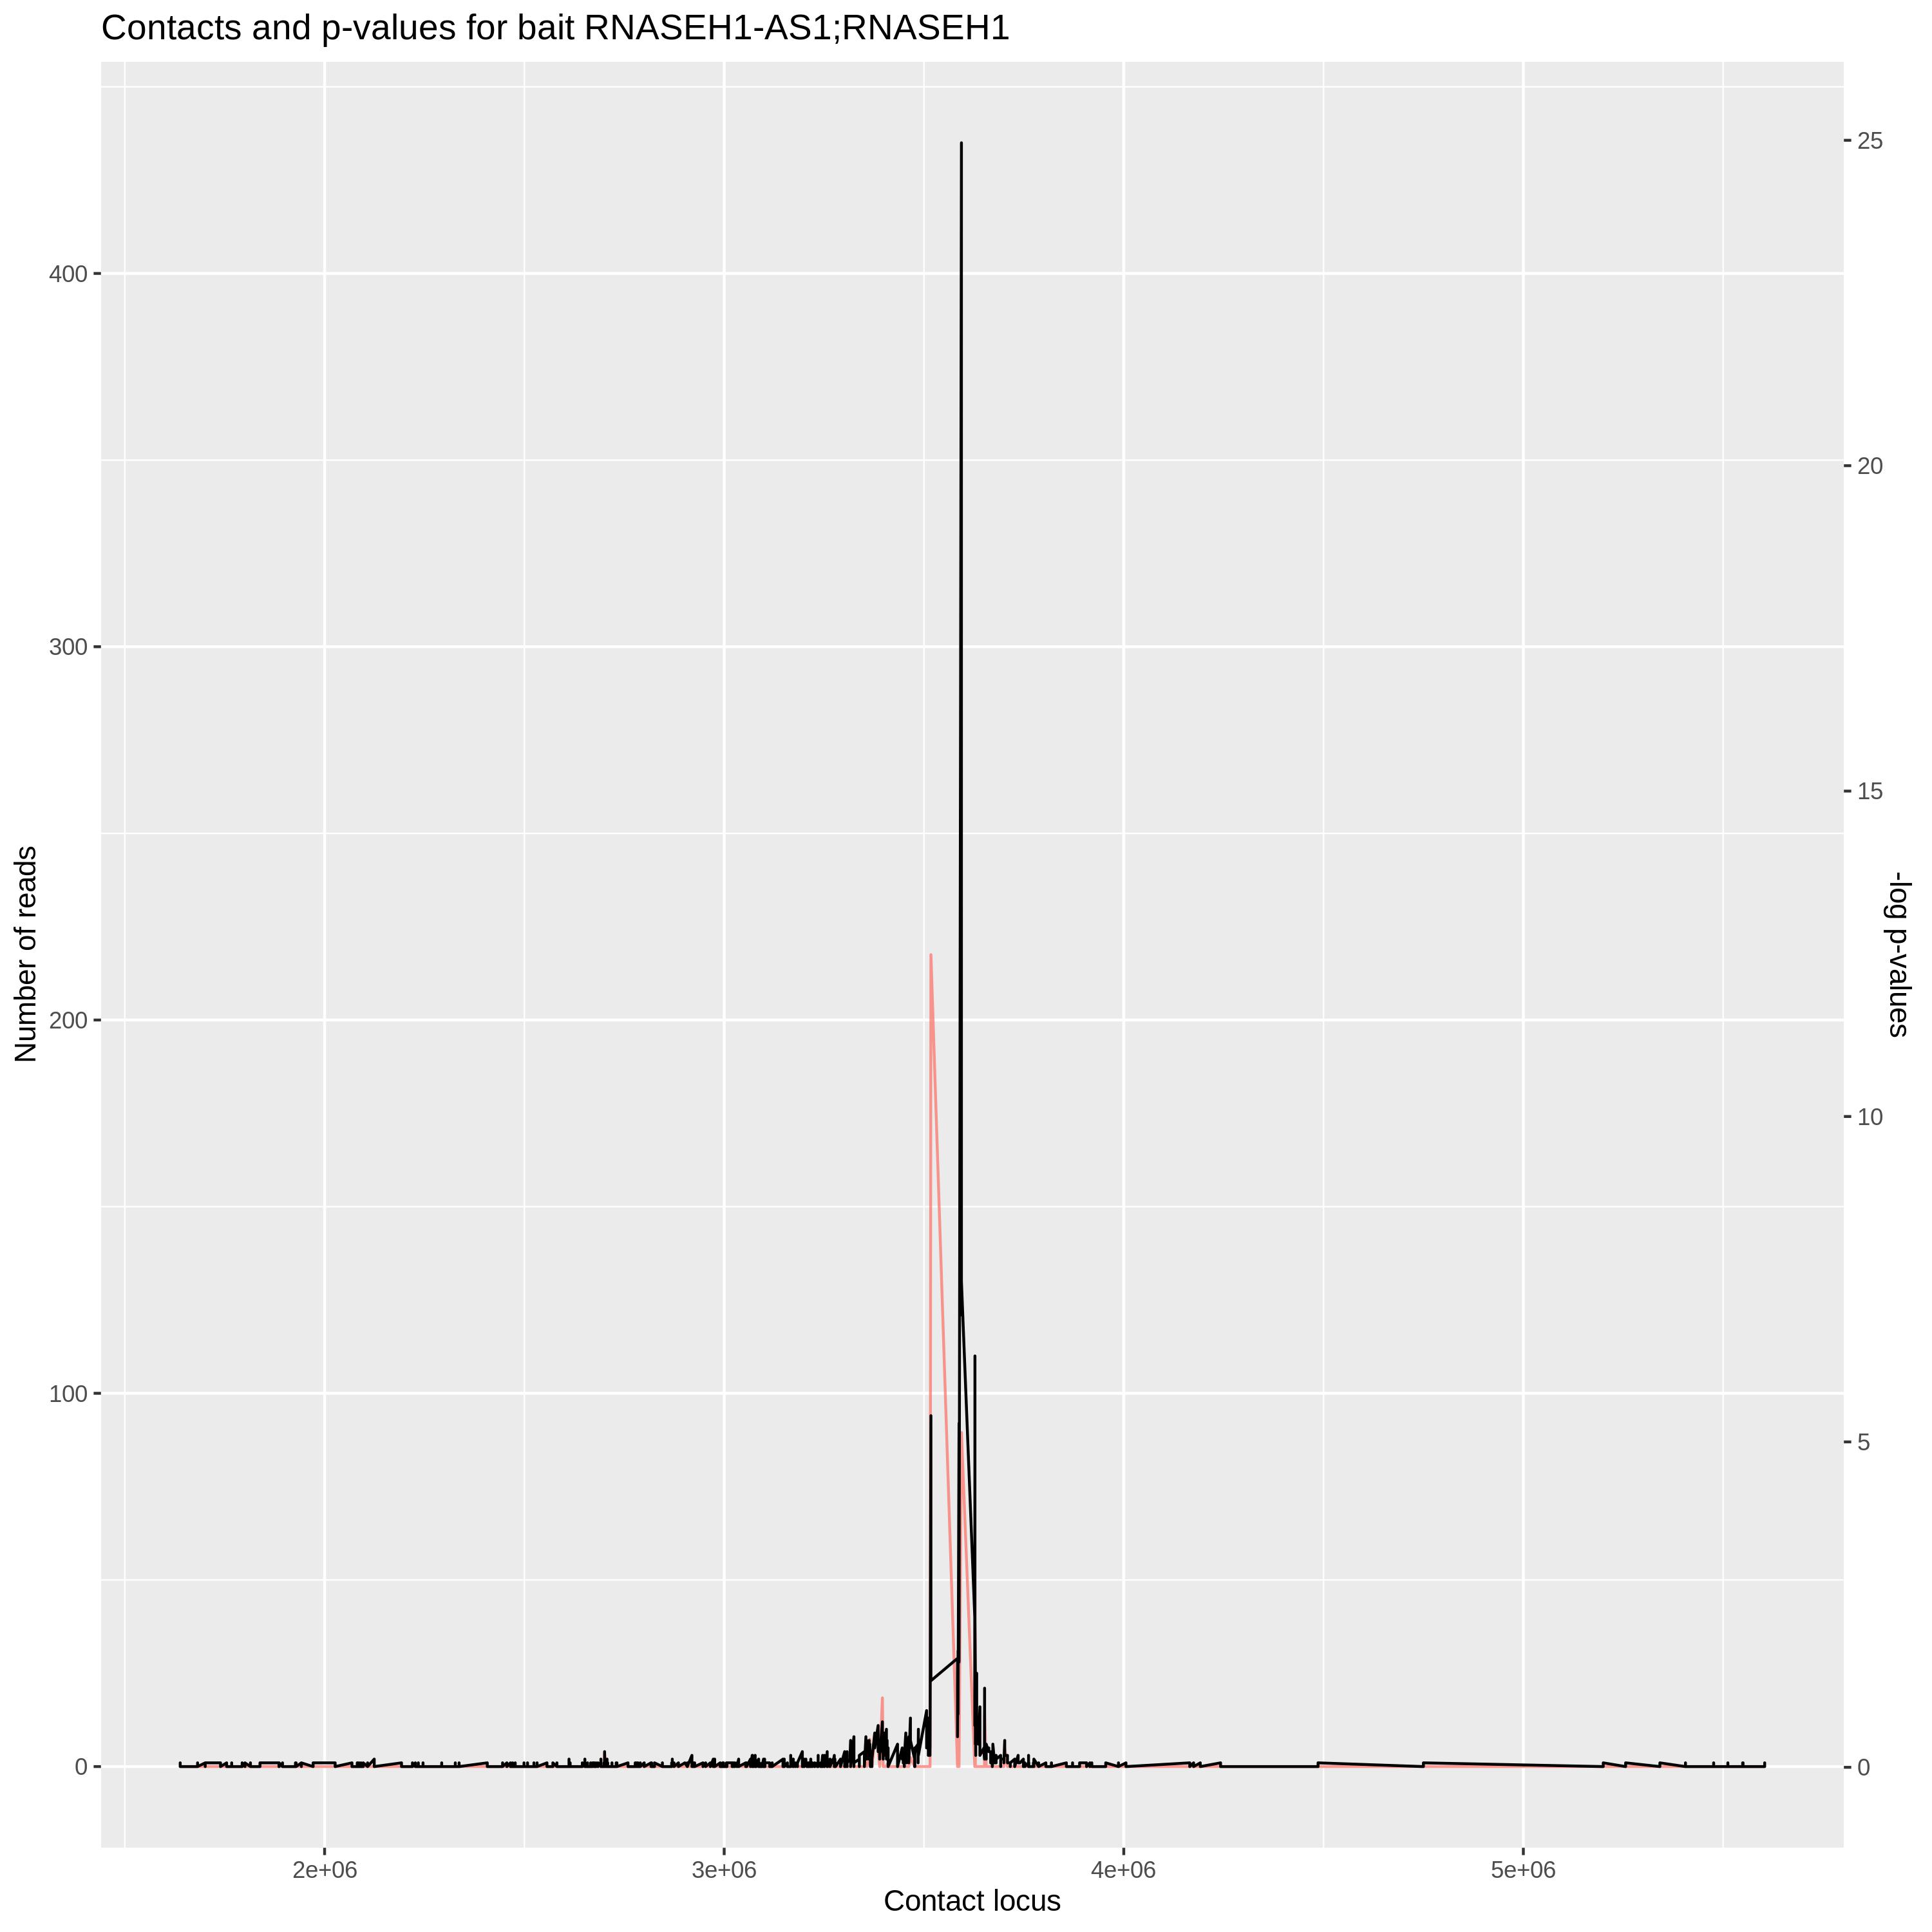 Contacts and p-values for bait RNASEH1-AS1;RNASEH1
Number of reads
400
300
200
100
0
25
20
15
10
5
0
-log p-values
2e+06
3e+06
4e+06
5e+06
Contact locus